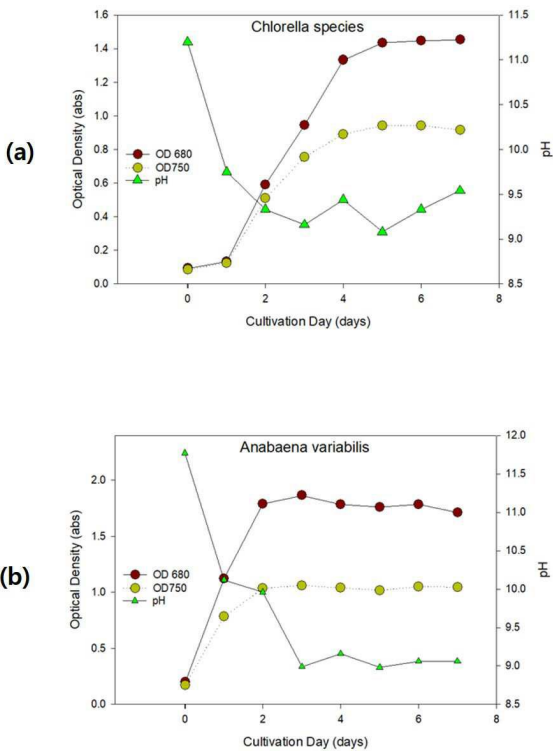 (a)
Chlorella species
Optical Density (abs)
pH
1.6
1.4
1.2
1.0
0.8
0.6
0.4
0.2
0.0
11.5
11.0
10.5
10.0
9.5
9.0
8.5
OD 680
OD750
pH
0 2 4 6 8
Cultivation Day (days)
(b)
Anabaena variabilis
Optical Density (abs)
pH
2.0
1.5
1.0
0.5
0.0
12.0
11.5
11.0
10.5
10.0
9.5
9.0
8.5
OD 680
OD750
pH
0 2 4 6 8
Cultivation Day (days)